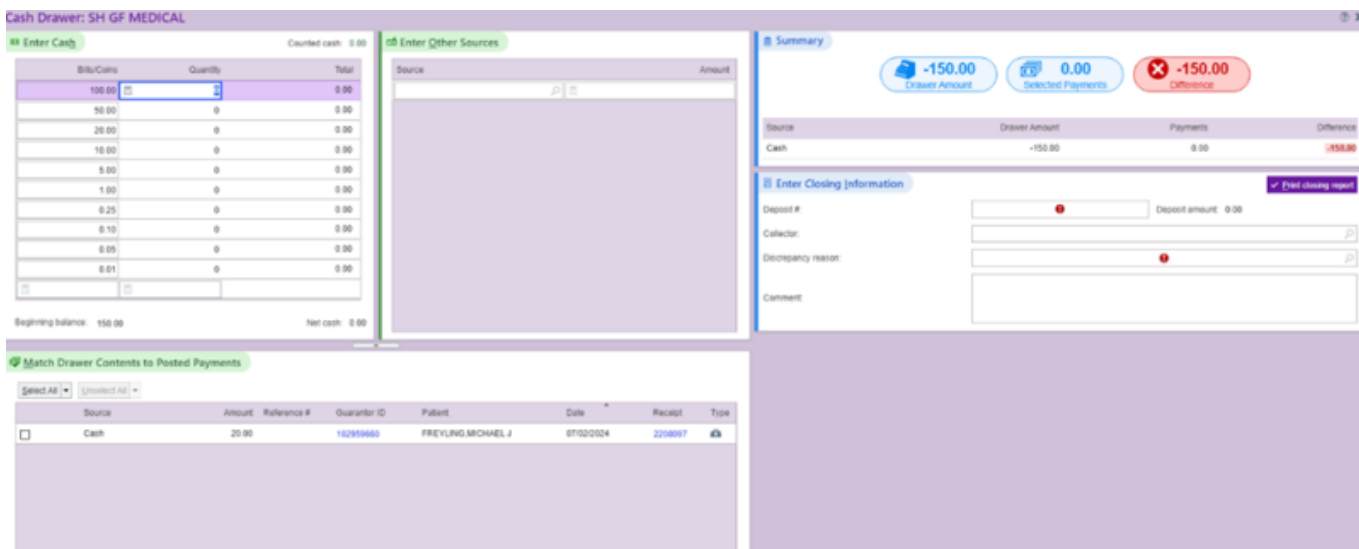 Cash Drawer: SH GF MEDICAL
Enter Cash
Counted cash: 0.00
Bills/Coins Quantity Total
100.00 0.00
50.00 0 0.00
20.00 0 0.00
10.00 0 0.00
5.00 0 0.00
1.00 0 0.00
0.25 0 0.00
0.10 0 0.00
0.05 0 0.00
0.01 0 0.00
Beginning balance: 150.00 Net cash: 0.00
Enter Other Sources
Source Amount
Summary
-150.00
Drawer Amount
0.00
Selected Payments
-150.00
Difference
Source Drawer Amount Payments Difference
Cash -150.00 0.00 -150.00
Enter Closing Information
Print closing report
Deposit #: Deposit amount: 0.00
Collector:
Discrepancy reason:
Comment:
Match Drawer Contents to Posted Payments
Select All Unselect All
Source Amount Reference # Guarantor ID Patient Date Receipt Type
Cash 20.00 102959660 FREYLING,MICHAEL J 07/02/2024 2208097